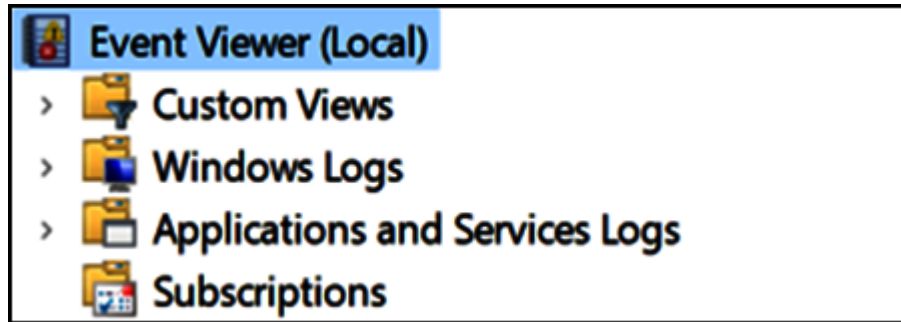 Event Viewer (Local)
Custom Views
Windows Logs
Applications and Services Logs
Subscriptions